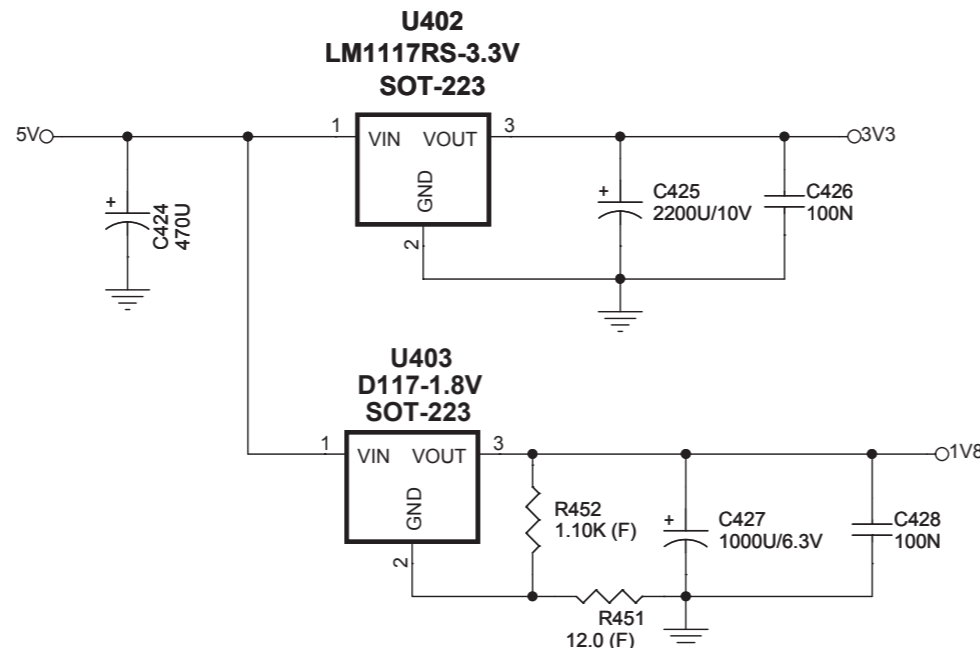 U402
LM1117RS-3.3V
SOT-223
5V
1
VIN VOUT
3
GND
2
3V3
C424
470U
C425
2200U/10V
C426
100N
U403
D117-1.8V
SOT-223
1
VIN VOUT
3
GND
2
1V8
R452
1.10K (F)
C427
1000U/6.3V
C428
100N
R451
12.0 (F)
+
+
+